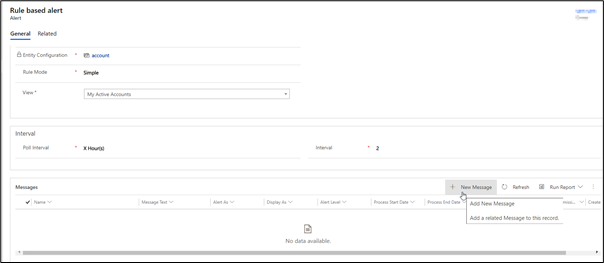 Rule based alert
Alert
Owner
General Related
Entity Configuration * account
Rule Mode * Simple
View * My Active Accounts
Interval
Poll Interval * X Hour(s) Interval * 2
Messages + New Message Refresh Run Report
Name Message Text Alert As Display As Alert Level Process Start Date Process End Date Create
Add New Message
Add a related Message to this record.
No data available.